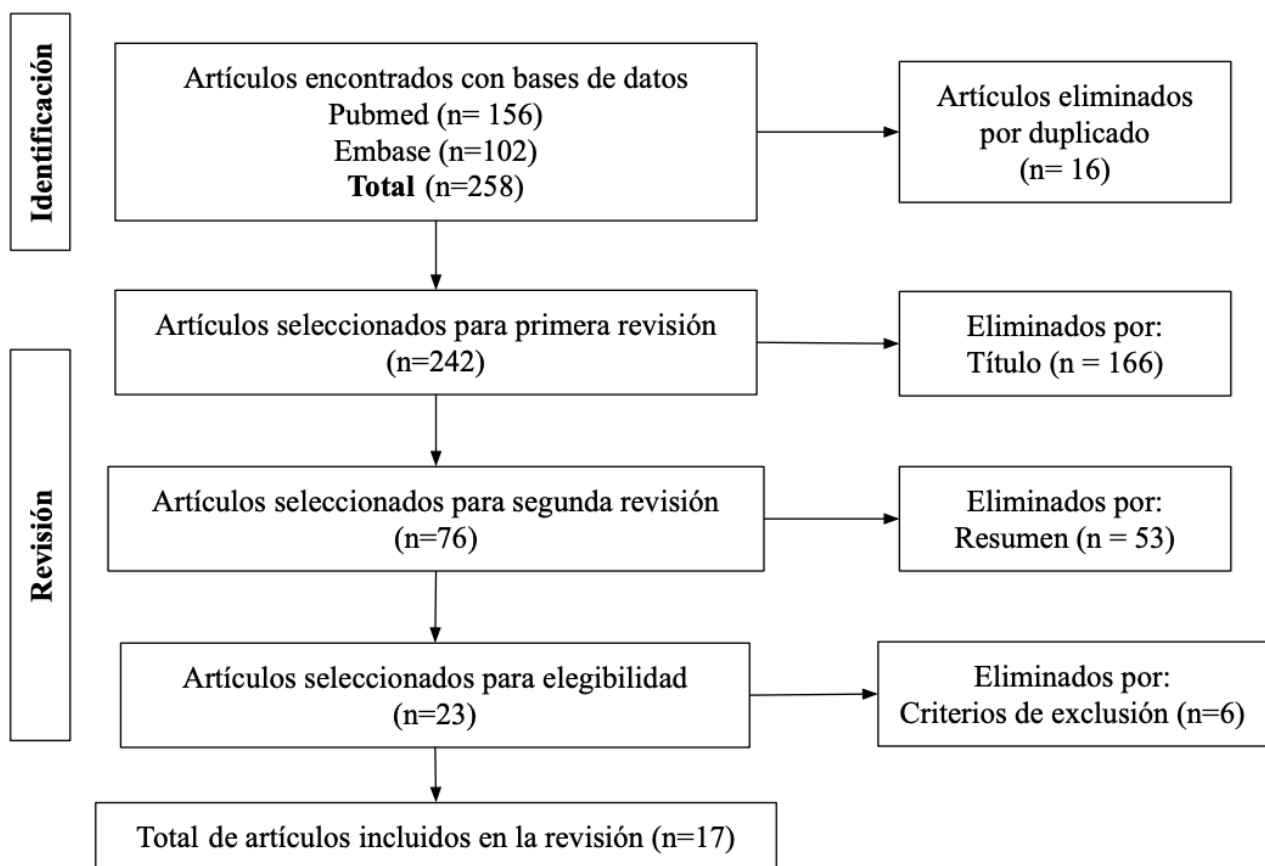 Identificación
Artículos encontrados con bases de datos
Pubmed (n= 156)
Embase (n=102)
Total (n=258)
Artículos eliminados
por duplicado
(n= 16)
Revisión
Artículos seleccionados para primera revisión
(n=242)
Eliminados por:
Título (n = 166)
Artículos seleccionados para segunda revisión
(n=76)
Eliminados por:
Resumen (n = 53)
Artículos seleccionados para elegibilidad
(n=23)
Eliminados por:
Criterios de exclusión (n=6)
Total de artículos incluidos en la revisión (n=17)